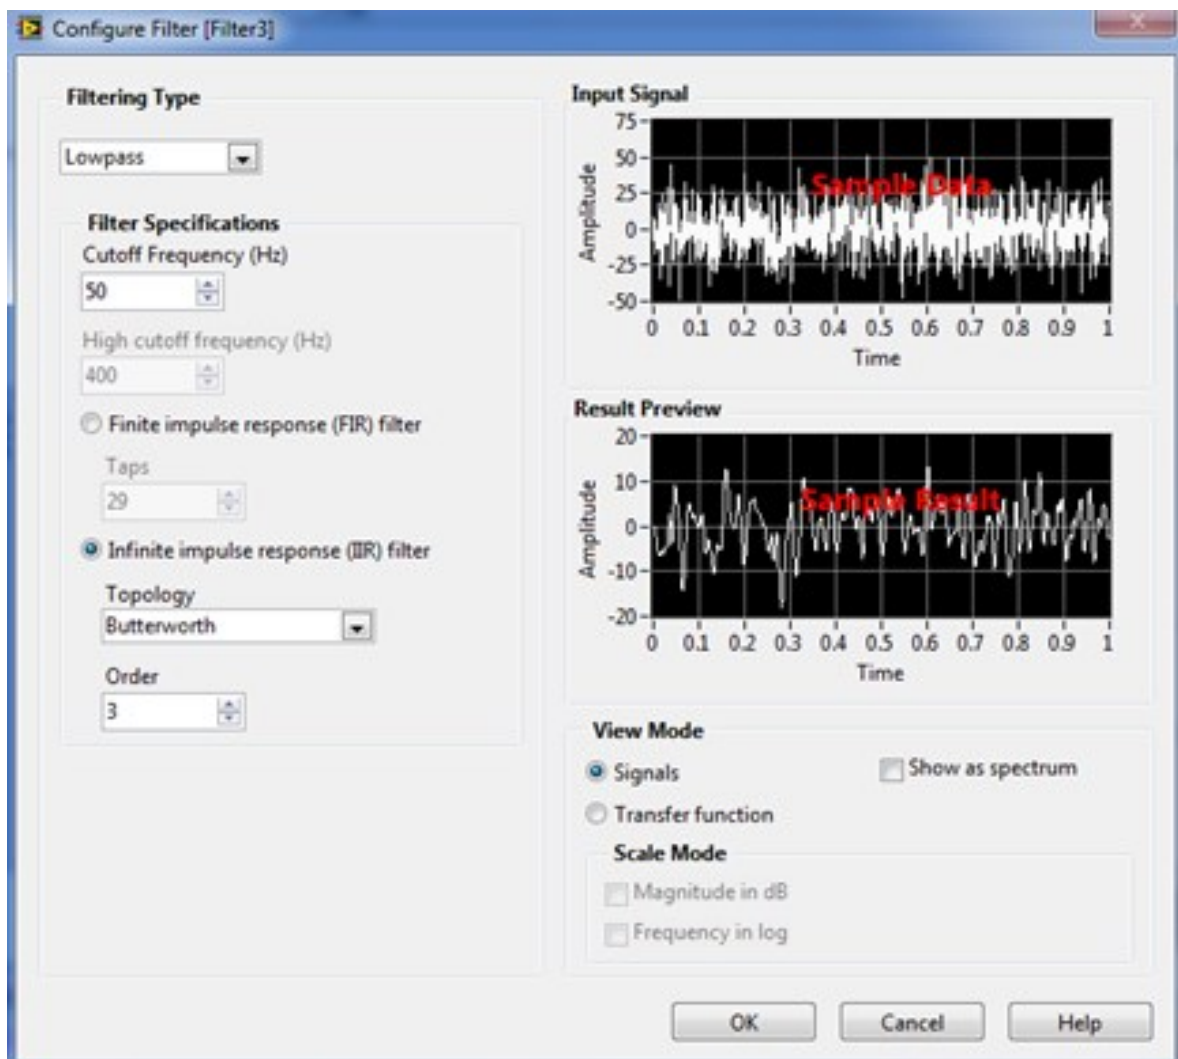 Configure Filter [Filter3]
Filtering Type
Lowpass
Filter Specifications
Cutoff Frequency (Hz)
50
High cutoff frequency (Hz)
400
Finite impulse response (FIR) filter
Taps
29
Infinite impulse response (IIR) filter
Topology
Butterworth
Order
3
Input Signal
Sample Data
Amplitude
75
50
25
0
-25
-50
0 0.1 0.2 0.3 0.4 0.5 0.6 0.7 0.8 0.9 1
Time
Result Preview
Sample Result
Amplitude
20
10
0
-10
-20
0 0.1 0.2 0.3 0.4 0.5 0.6 0.7 0.8 0.9 1
Time
View Mode
Signals
Show as spectrum
Transfer function
Scale Mode
Magnitude in dB
Frequency in log
OK Cancel Help